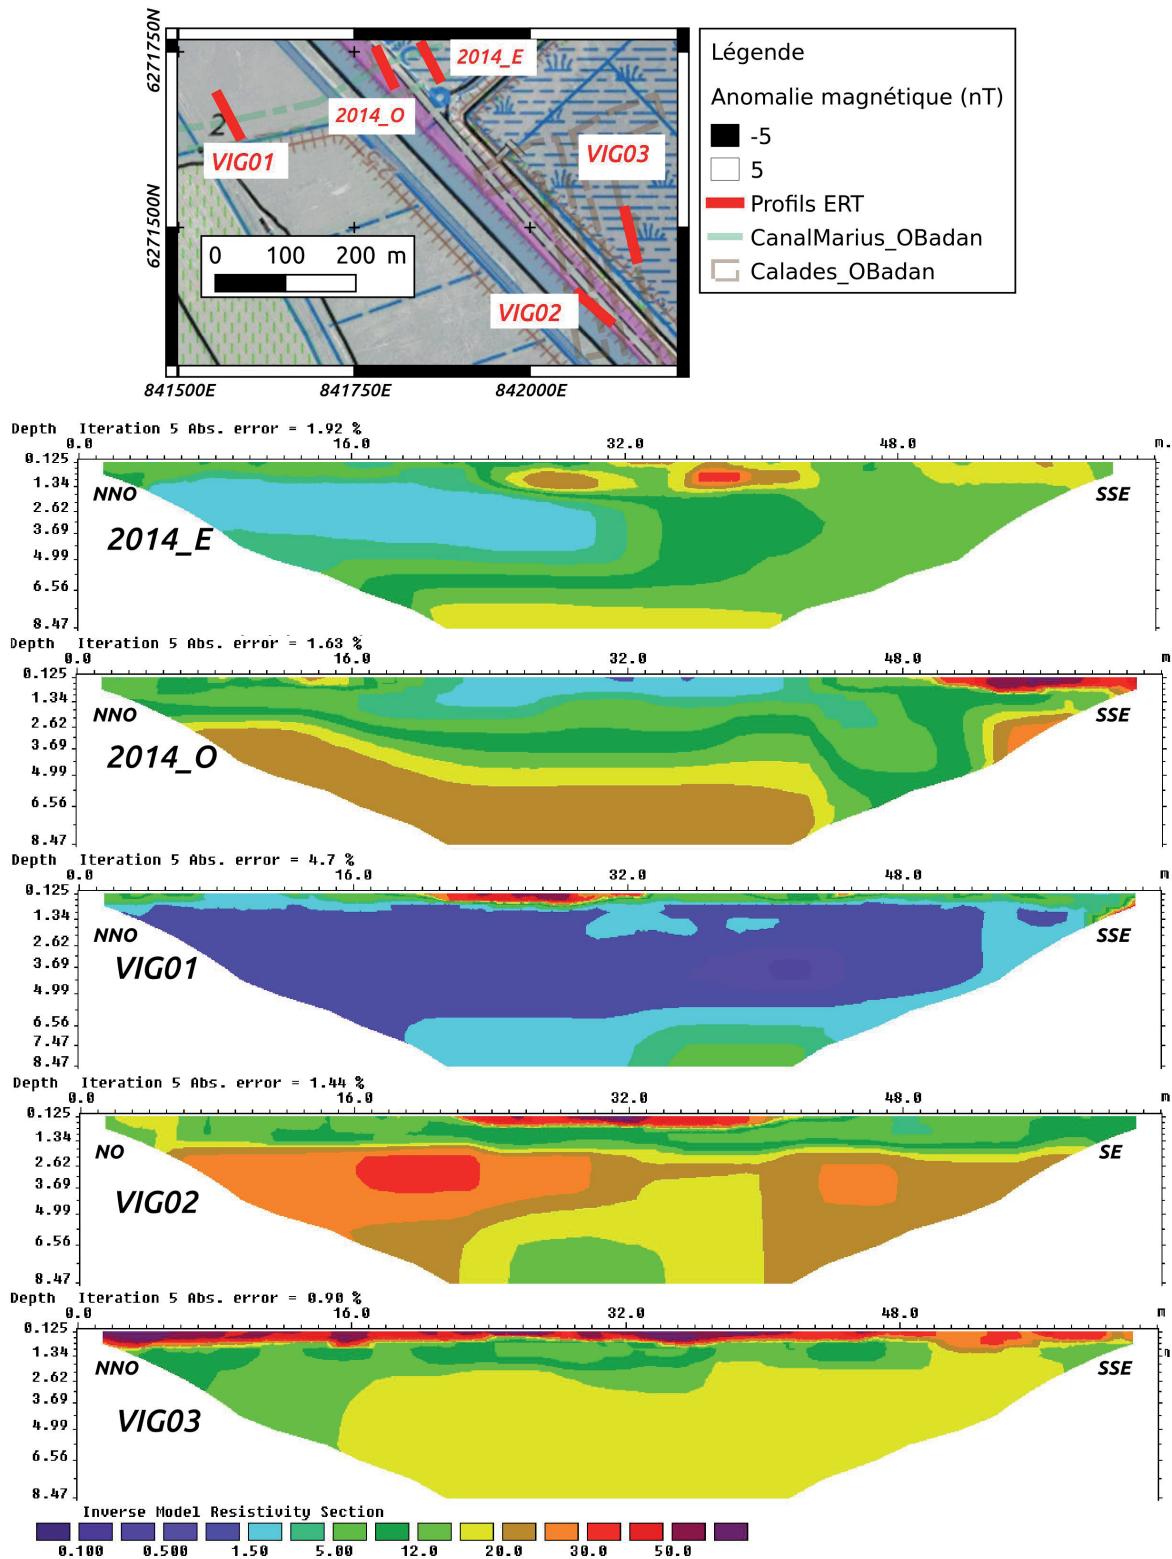 6271750N
6271500N
2014_E
2014_O
2
VIG01
VIG03
VIG02
0 100 200 m
841500E 841750E 842000E
Légende
Anomalie magnétique (nT)
-5
5
Profils ERT
CanalMarius_OBadan
Calades_OBadan
Depth Iteration 5 Abs. error = 1.92 %
0.0 16.0 32.0 48.0 m.
0.125
1.34
2.62
3.69
4.99
6.56
8.47
NNO
SSE
2014_E
Depth Iteration 5 Abs. error = 1.63 %
0.0 16.0 32.0 48.0 m
0.125
1.34
2.62
3.69
4.99
6.56
8.47
NNO
SSE
2014_O
Depth Iteration 5 Abs. error = 4.7 %
0.0 16.0 32.0 48.0 m
0.125
1.34
2.62
3.69
4.99
6.56
7.47
8.47
NNO
SSE
VIG01
Depth Iteration 5 Abs. error = 1.44 %
0.0 16.0 32.0 48.0 m
0.125
1.34
2.62
3.69
4.99
6.56
8.47
NO
SE
VIG02
Depth Iteration 5 Abs. error = 0.90 %
0.0 16.0 32.0 48.0 m
0.125
1.34
2.62
3.69
4.99
6.56
8.47
m
NNO
SSE
VIG03
Inverse Model Resistivity Section
0.100 0.500 1.50 5.00 12.0 20.0 30.0 50.0